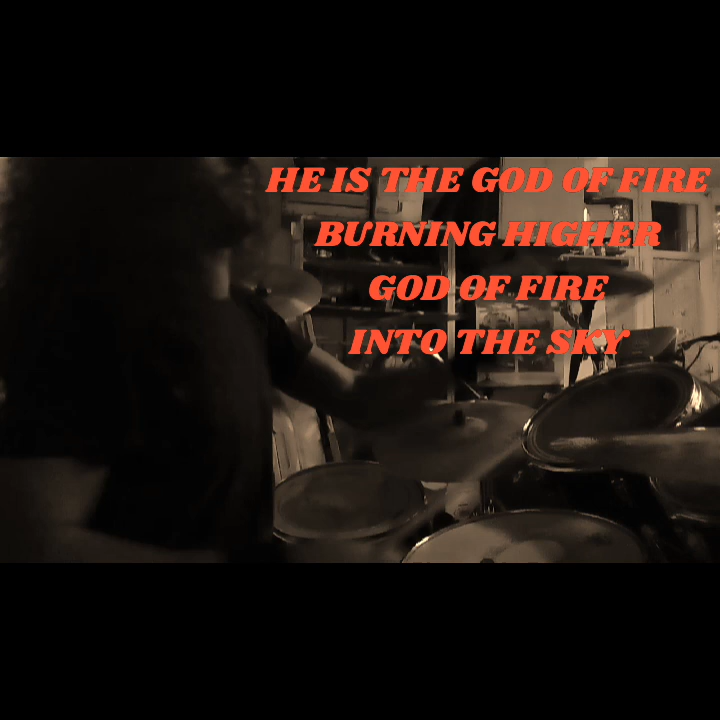 HE IS THE GOD OF FIRE
BURNING HIGHER
GOD OF FIRE
INTO THE SKY